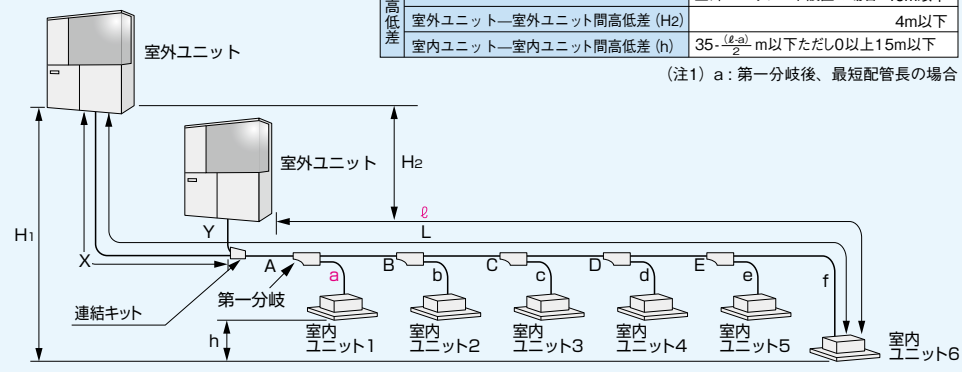 高低差
室外ユニット―室外ユニット間高低差(H2) 4m以下
室内ユニット―室内ユニット間高低差(h) 35-(ℓ-a)/2 m以下ただし0以上15m以下
(注1) a:第一分岐後、最短配管長の場合
室外ユニット
室外ユニット
H2
H1
ℓ
L
Y
X
A
B
C
D
E
a
b
c
d
e
f
第一分岐
連結キット
h
室内
ユニット1
室内
ユニット2
室内
ユニット3
室内
ユニット4
室内
ユニット5
室内
ユニット6